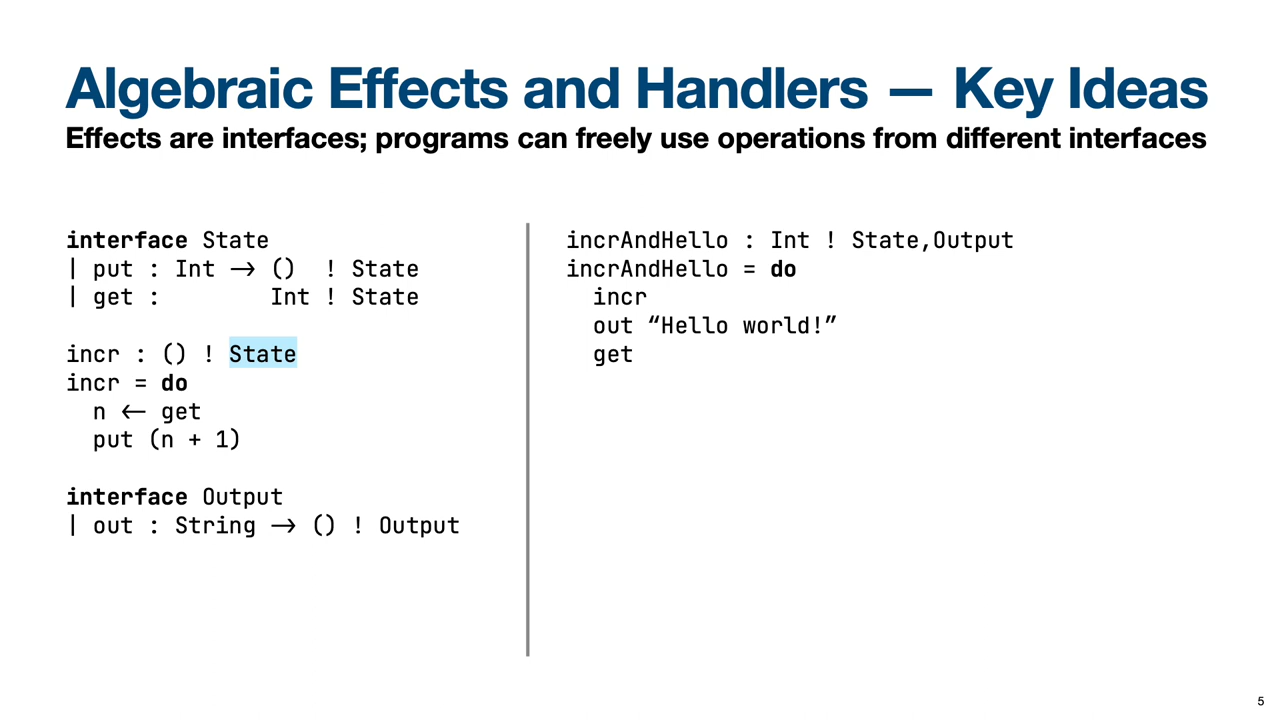 Algebraic Effects and Handlers — Key Ideas
Effects are interfaces; programs can freely use operations from different interfaces
interface State
| put : Int → () ! State
| get : Int ! State
incr : () ! State
incr = do
n ← get
put (n + 1)
interface Output
| out : String → () ! Output
incrAndHello : Int ! State,Output
incrAndHello = do
incr
out “Hello world!”
get
5